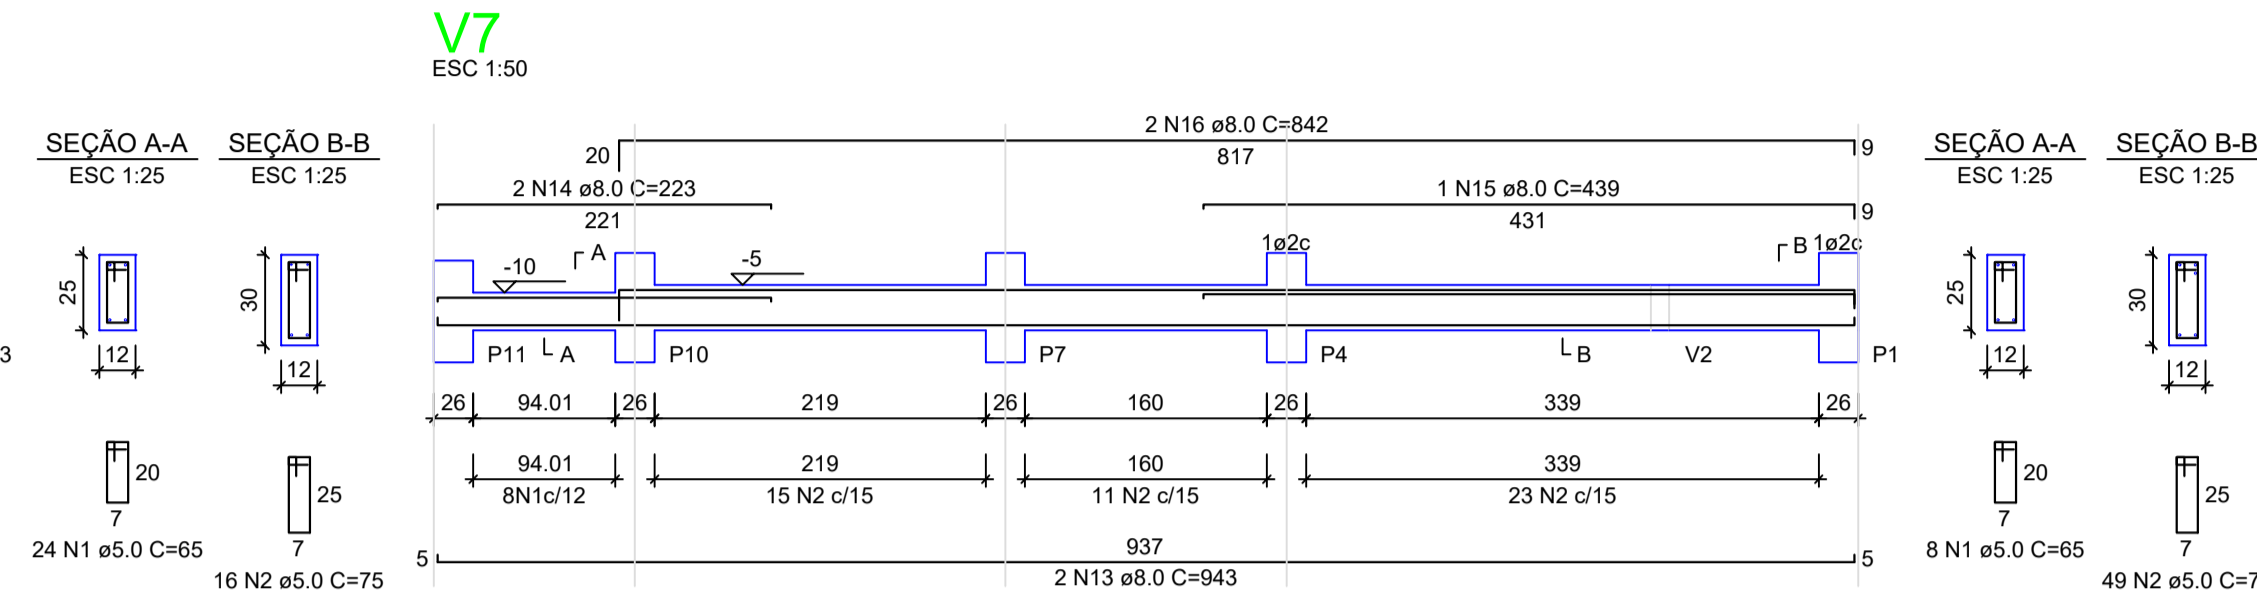 V7
ESC 1:50
SEÇÃO A-A
ESC 1:25
25
12
20
7
24 N1 ø5.0 C=65
3
SEÇÃO B-B
ESC 1:25
30
12
25
7
16 N2 ø5.0 C=75
2 N16 ø8.0 C=842
20
817
9
2 N14 ø8.0 C=223
221
1 N15 ø8.0 C=439
431
9
A
1ø2c
B
1ø2c
-10
-5
P11
A
P10
P7
P4
B
V2
P1
26
94.01
26
219
26
160
26
339
26
94.01
219
160
339
8N1c/12
15 N2 c/15
11 N2 c/15
23 N2 c/15
5
937
5
2 N13 ø8.0 C=943
SEÇÃO A-A
ESC 1:25
25
12
20
7
8 N1 ø5.0 C=65
SEÇÃO B-B
ESC 1:25
30
12
25
7
49 N2 ø5.0 C=7